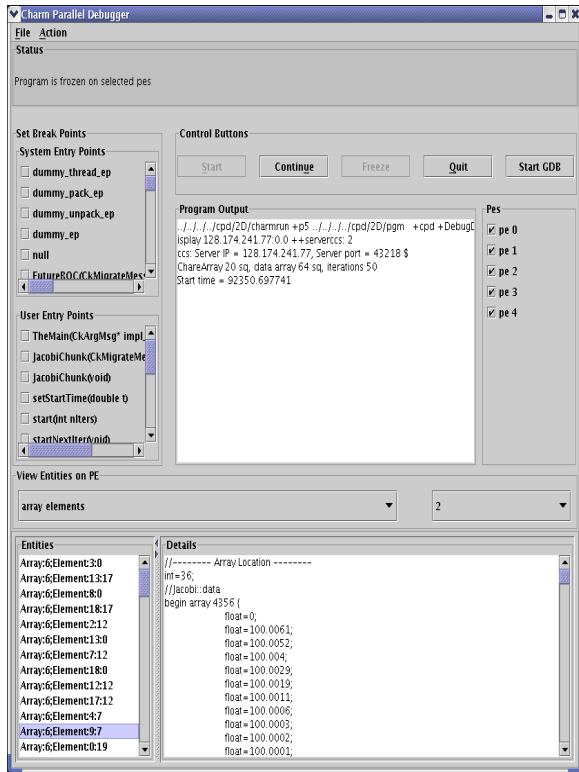 Charm Parallel Debugger
File Action
Status
Program is frozen on selected pes
Set Break Points
System Entry Points
dummy_thread_ep
dummy_pack_ep
dummy_unpack_ep
dummy_ep
null
FutureBOC(CkMigrateMes
User Entry Points
TheMain(CkArgMsg* impl_
JacobiChunk(CkMigrateMe
JacobiChunk(void)
setStartTime(double t)
start(int nIters)
startNextIter(void)
Control Buttons
Start Continue Freeze Quit Start GDB
Program Output
../../../../cpd/2D/charmrun +p5 ../../../../cpd/2D/pgm +cpd +DebugD
isplay 128.174.241.77:0.0 ++serverccs: 2
ccs: Server IP = 128.174.241.77, Server port = 43218 $
ChareArray 20 sq, data array 64 sq, iterations 50
Start time = 92350.697741
Pes
pe 0
pe 1
pe 2
pe 3
pe 4
View Entities on PE
array elements 2
Entities
Array:6;Element:3:0
Array:6;Element:13:17
Array:6;Element:8:0
Array:6;Element:18:17
Array:6;Element:2:12
Array:6;Element:13:0
Array:6;Element:7:12
Array:6;Element:18:0
Array:6;Element:12:12
Array:6;Element:17:12
Array:6;Element:4:7
Array:6;Element:9:7
Array:6;Element:0:19
Details
//-------- Array Location --------
int=36;
//Jacobi::data
begin array 4356 {
float=0;
float=100.0061;
float=100.0052;
float=100.004;
float=100.0029;
float=100.0019;
float=100.0011;
float=100.0006;
float=100.0003;
float=100.0002;
float=100.0001;